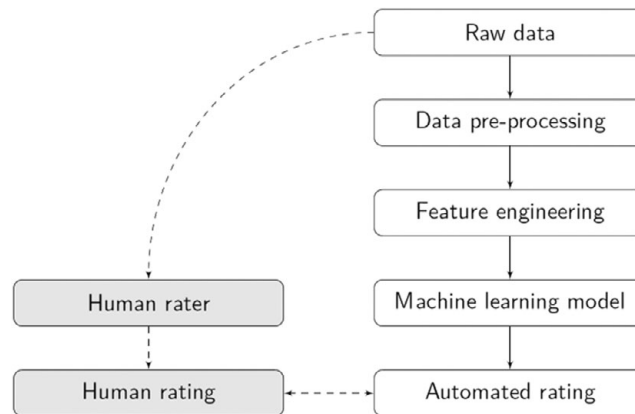 Raw data
Data pre-processing
Feature engineering
Human rater
Machine learning model
Human rating
Automated rating